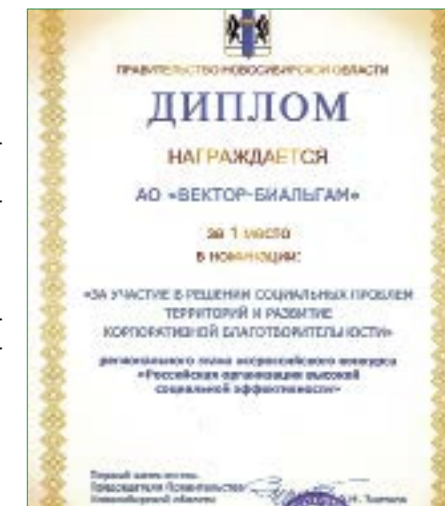 ПРАВИТЕЛЬСТВО НОВОСИБИРСКОЙ ОБЛАСТИ
ДИПЛОМ
НАГРАЖДАЕТСЯ
АО «ВЕКТОР-БИАЛЬГАМ»
за 1 место
в номинации:
«ЗА УЧАСТИЕ В РЕШЕНИИ СОЦИАЛЬНЫХ ПРОБЛЕМ
ТЕРРИТОРИЙ И РАЗВИТИЕ
КОРПОРАТИВНОЙ БЛАГОТВОРИТЕЛЬНОСТИ»
регионального этапа всероссийского конкурса
«Российская организация высокой
социальной эффективности»
Первый заместитель
Председателя Правительства
Новосибирской области